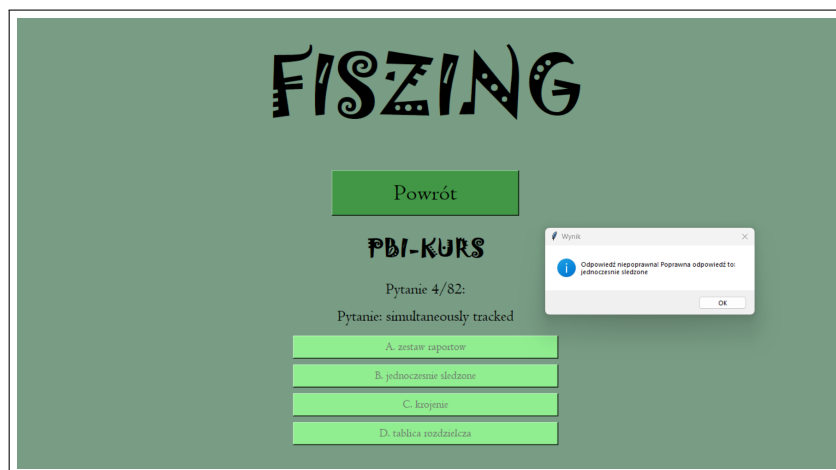 FISZING
Powrót
PBI-KURS
Wynik
Odpowiedź niepoprawna! Poprawna odpowiedź to:
jednoczesnie sledzone
OK
Pytanie 4/82:
Pytanie: simultaneously tracked
A. zestaw raportow
B. jednoczesnie sledzone
C. krojenie
D. tablica rozdzielcza